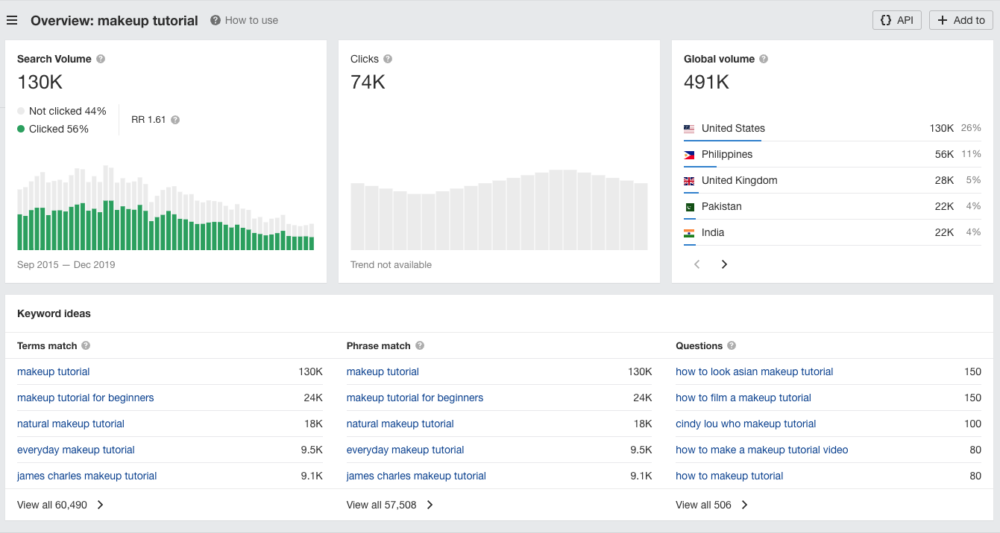 Overview: makeup tutorial How to use API Add to
Search Volume
130K
Not clicked 44%
Clicked 56%
RR 1.61
Sep 2015 — Dec 2019
Clicks
74K
Trend not available
Global volume
491K
United States 130K 26%
Philippines 56K 11%
United Kingdom 28K 5%
Pakistan 22K 4%
India 22K 4%
Keyword ideas
Terms match
makeup tutorial 130K
makeup tutorial for beginners 24K
natural makeup tutorial 18K
everyday makeup tutorial 9.5K
james charles makeup tutorial 9.1K
View all 60,490
Phrase match
makeup tutorial 130K
makeup tutorial for beginners 24K
natural makeup tutorial 18K
everyday makeup tutorial 9.5K
james charles makeup tutorial 9.1K
View all 57,508
Questions
how to look asian makeup tutorial 150
how to film a makeup tutorial 150
cindy lou who makeup tutorial 100
how to make a makeup tutorial video 80
how to makeup tutorial 80
View all 506